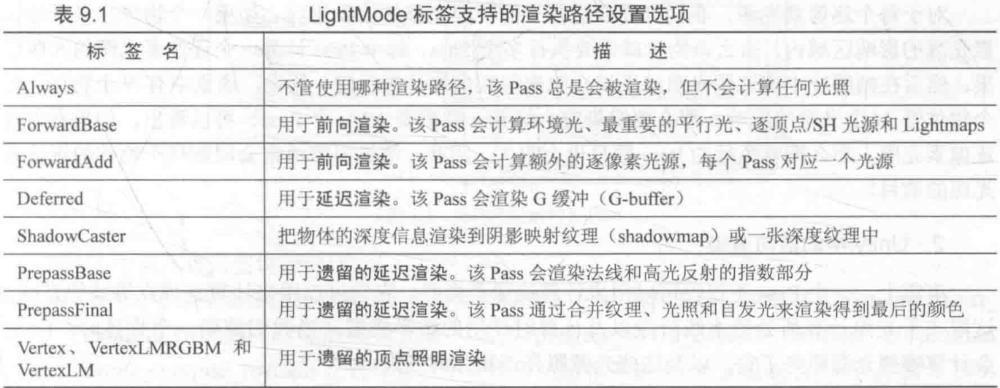 表 9.1 LightMode 标签支持的渲染路径设置选项
标 签 名 描 述
Always 不管使用哪种渲染路径，该 Pass 总是会被渲染，但不会计算任何光照
ForwardBase 用于前向渲染。该 Pass 会计算环境光、最重要的平行光、逐顶点/SH 光源和 Lightmaps
ForwardAdd 用于前向渲染。该 Pass 会计算额外的逐像素光源，每个 Pass 对应一个光源
Deferred 用于延迟渲染。该 Pass 会渲染 G 缓冲（G-buffer）
ShadowCaster 把物体的深度信息渲染到阴影映射纹理（shadowmap）或一张深度纹理中
PrepassBase 用于遗留的延迟渲染。该 Pass 会渲染法线和高光反射的指数部分
PrepassFinal 用于遗留的延迟渲染。该 Pass 通过合并纹理、光照和自发光来渲染得到最后的颜色
Vertex、VertexLMRGBM 和
VertexLM 用于遗留的顶点照明渲染